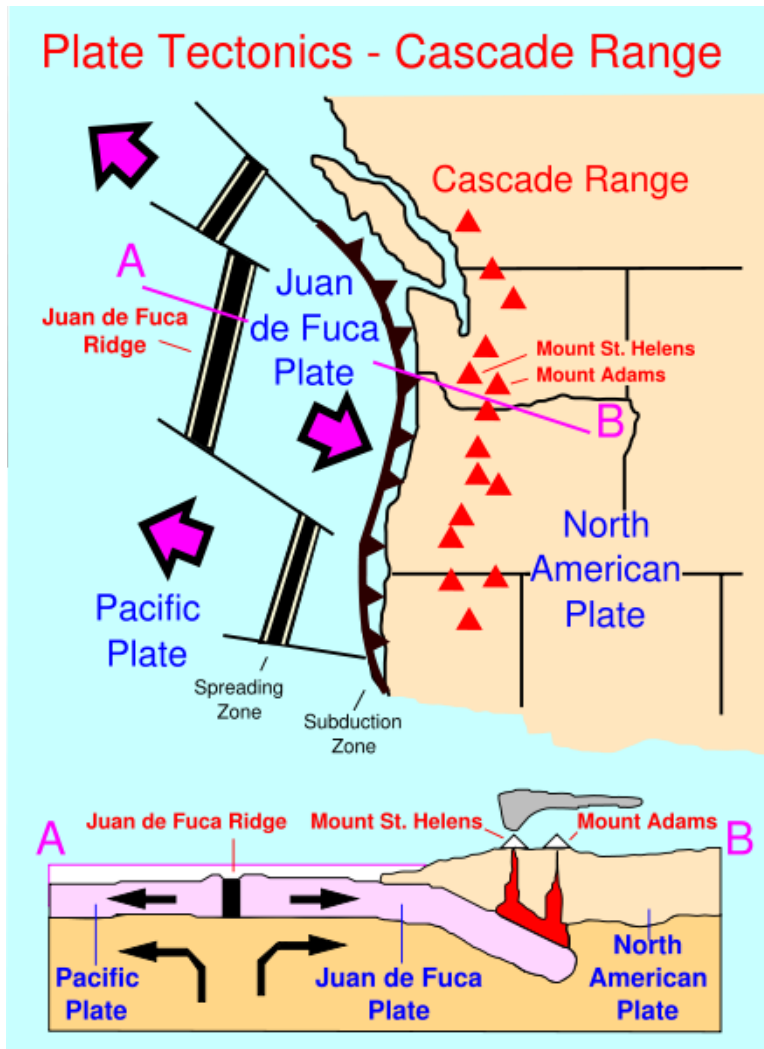 Plate Tectonics - Cascade Range
Cascade Range
A
Juan
de Fuca
Plate
Juan de Fuca
Ridge
Mount St. Helens
Mount Adams
B
North
American
Plate
Pacific
Plate
Spreading
Zone
Subduction
Zone
A
Juan de Fuca Ridge
Mount St. Helens
Mount Adams
B
Pacific
Plate
Juan de Fuca
Plate
North
American
Plate